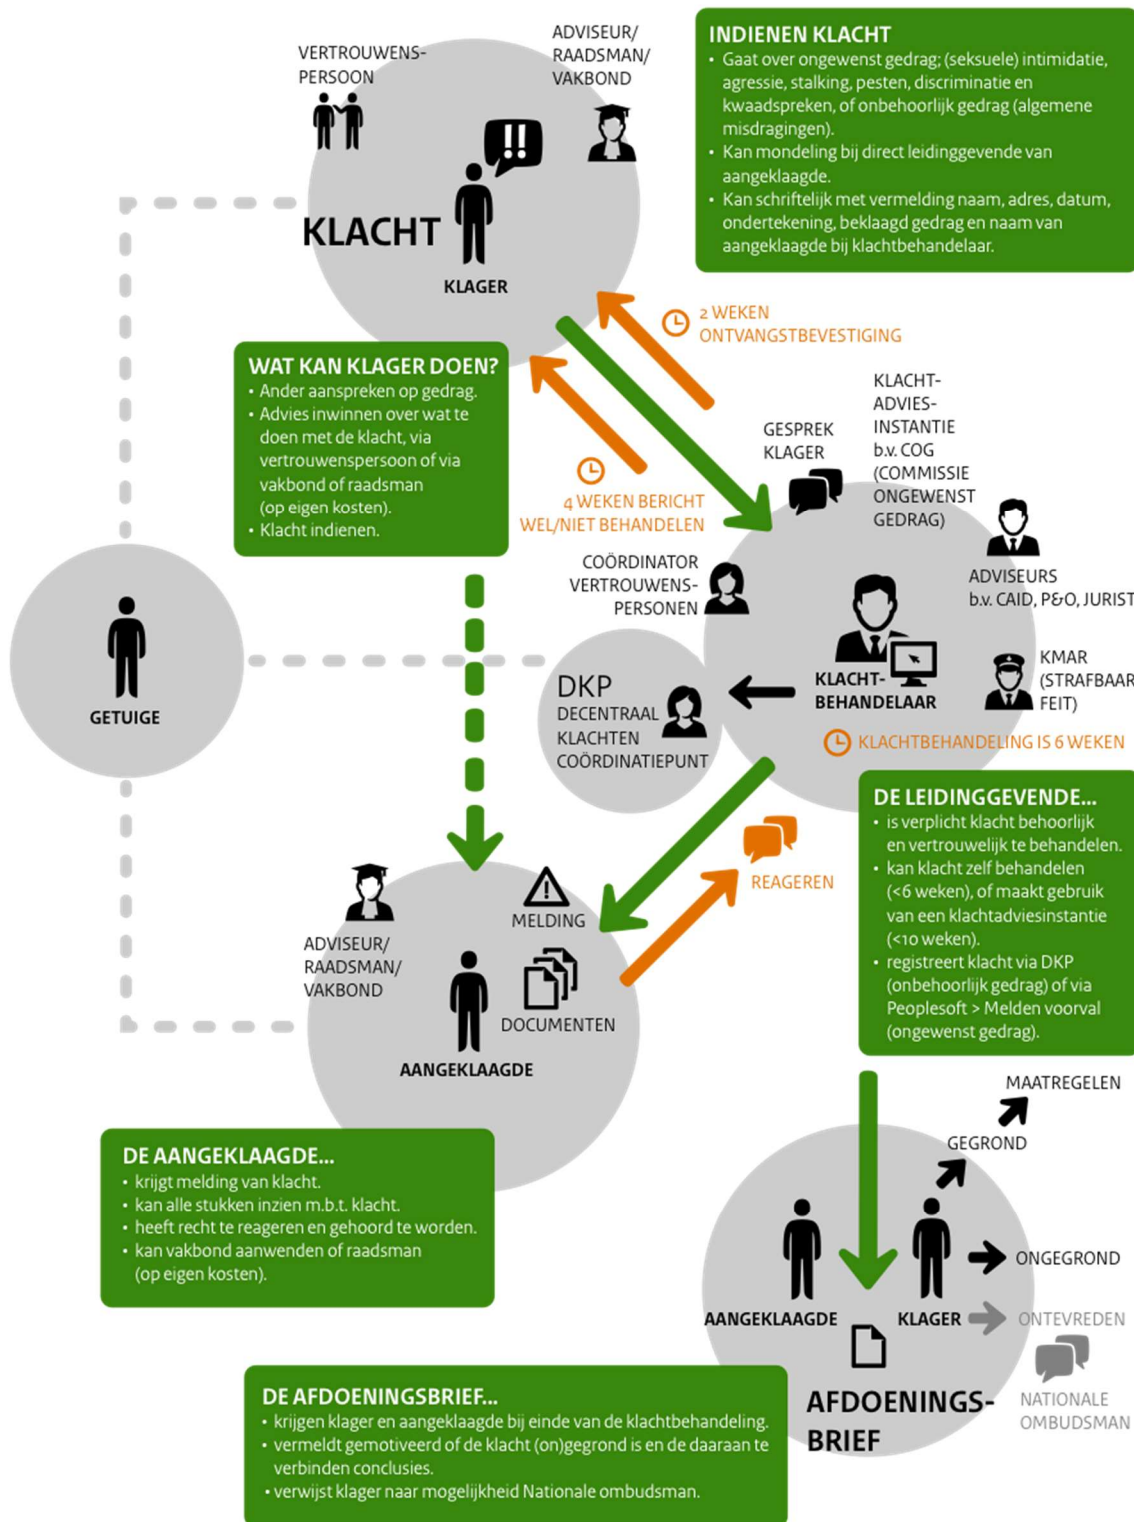 VERTROUWENS-
PERSOON
ADVISEUR/
RAADSMAN/
VAKBOND
!!
KLACHT
KLAGER
INDIENEN KLACHT
• Gaat over ongewenst gedrag; (seksuele) intimidatie,
agressie, stalking, pesten, discriminatie en
kwaadspreken, of onbehoorlijk gedrag (algemene
misdragingen).
• Kan mondeling bij direct leidinggevende van
aangeklaagde.
• Kan schriftelijk met vermelding naam, adres, datum,
ondertekening, beklaagd gedrag en naam van
aangeklaagde bij klachtbehandelaar.
2 WEKEN
ONTVANGSTBEVESTIGING
WAT KAN KLAGER DOEN?
• Ander aanspreken op gedrag.
• Advies inwinnen over wat te
doen met de klacht, via
vertrouwenspersoon of via
vakbond of raadsman
(op eigen kosten).
• Klacht indienen.
4 WEKEN BERICHT
WEL/NIET BEHANDELEN
GESPREK
KLAGER
KLACHT-
ADVIES-
INSTANTIE
b.v. COG
(COMMISSIE
ONGEWENST
GEDRAG)
COÖRDINATOR
VERTROUWENS-
PERSONEN
ADVISEURS
b.v. CAID, P&O, JURIST
KLACHT-
BEHANDELAAR
KMAR
(STRAFBAAR
FEIT)
KLACHTBEHANDELING IS 6 WEKEN
DKP
DECENTRAAL
KLACHTEN
COÖRDINATIEPUNT
GETUIGE
DE LEIDINGGEVENDE...
• is verplicht klacht behoorlijk
en vertrouwelijk te behandelen.
• kan klacht zelf behandelen
(<6 weken), of maakt gebruik
van een klachtadviesinstantie
(<10 weken).
• registreert klacht via DKP
(onbehoorlijk gedrag) of via
Peoplesoft > Melden voorval
(ongewenst gedrag).
REAGEREN
ADVISEUR/
RAADSMAN/
VAKBOND
MELDING
DOCUMENTEN
AANGEKLAAGDE
DE AANGEKLAAGDE...
• krijgt melding van klacht.
• kan alle stukken inzien m.b.t. klacht.
• heeft recht te reageren en gehoord te worden.
• kan vakbond aanwenden of raadsman
(op eigen kosten).
MAATREGELEN
GEGROND
ONGEGROND
AANGEKLAAGDE
KLAGER
ONTEVREDEN
NATIONALE
OMBUDSMAN
AFDOENINGS-
BRIEF
DE AFDOENINGSBRIEF...
• krijgen klager en aangeklaagde bij einde van de klachtbehandeling.
• vermeldt gemotiveerd of de klacht (on)gegrond is en de daaraan te
verbinden conclusies.
• verwijst klager naar mogelijkheid Nationale ombudsman.